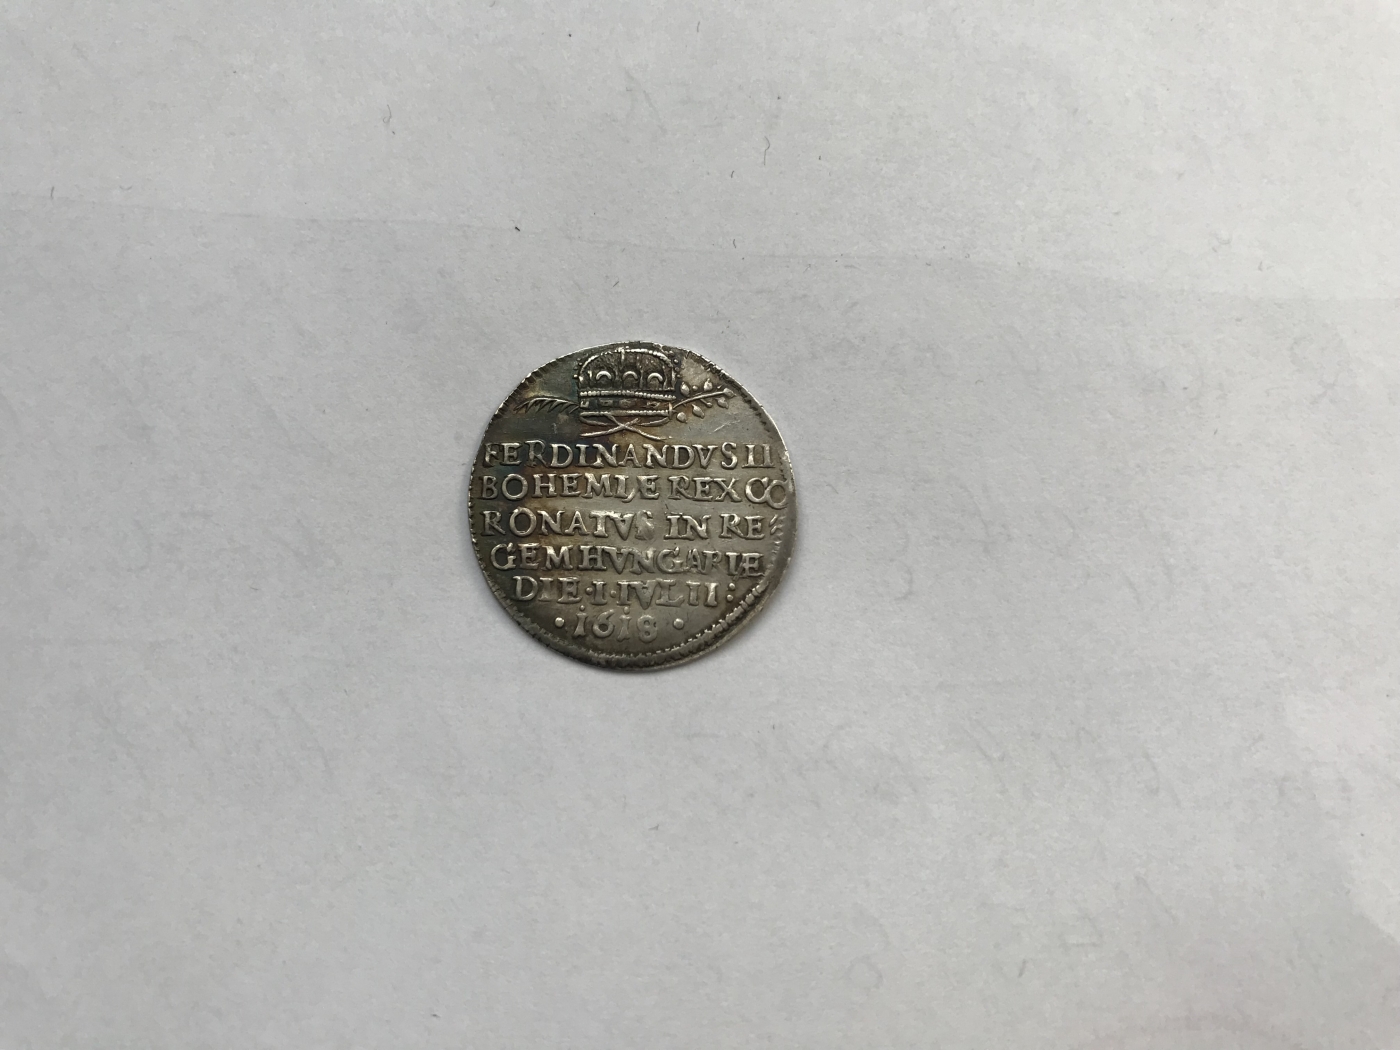 FERDINANDVS II
BOHEMIÆ REX CO
RONATVS IN RE
GEM HVNGARIÆ
DIE · I · IVLII :
· 1618 ·